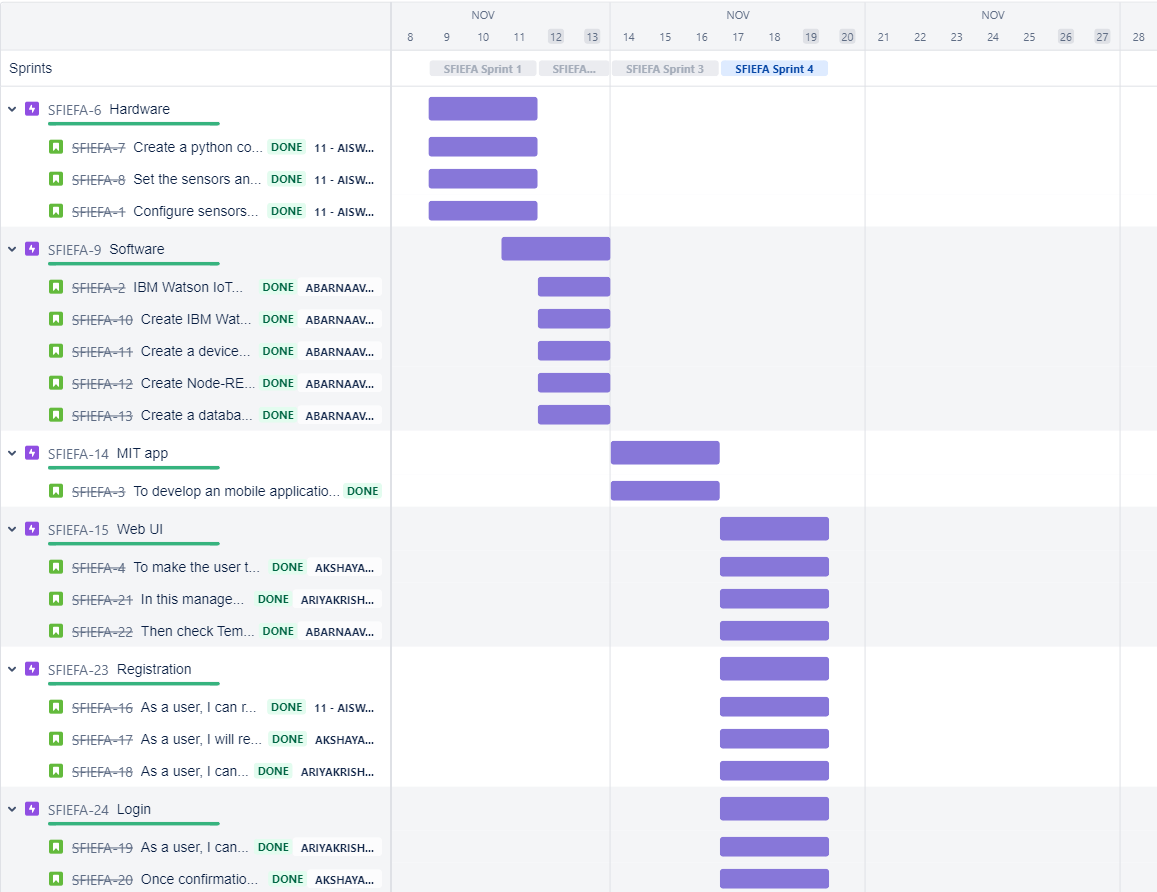 NOV NOV NOV
8 9 10 11 12 13 14 15 16 17 18 19 20 21 22 23 24 25 26 27 28
Sprints SFIEFA Sprint 1 SFIEFA... SFIEFA Sprint 3 SFIEFA Sprint 4
SFIEFA-6 Hardware
SFIEFA-7 Create a python co... DONE 11 - AISW...
SFIEFA-8 Set the sensors an... DONE 11 - AISW...
SFIEFA-1 Configure sensors... DONE 11 - AISW...
SFIEFA-9 Software
SFIEFA-2 IBM Watson IoT... DONE ABARNAAV...
SFIEFA-10 Create IBM Wat... DONE ABARNAAV...
SFIEFA-11 Create a device... DONE ABARNAAV...
SFIEFA-12 Create Node-RE... DONE ABARNAAV...
SFIEFA-13 Create a databa... DONE ABARNAAV...
SFIEFA-14 MIT app
SFIEFA-3 To develop an mobile applicatio... DONE
SFIEFA-15 Web UI
SFIEFA-4 To make the user t... DONE AKSHAYA...
SFIEFA-21 In this manage... DONE ARIYAKRISH...
SFIEFA-22 Then check Tem... DONE ABARNAAV...
SFIEFA-23 Registration
SFIEFA-16 As a user, I can r... DONE 11 - AISW...
SFIEFA-17 As a user, I will re... DONE AKSHAYA...
SFIEFA-18 As a user, I can... DONE ARIYAKRISH...
SFIEFA-24 Login
SFIEFA-19 As a user, I can... DONE ARIYAKRISH...
SFIEFA-20 Once confirmatio... DONE AKSHAYA...